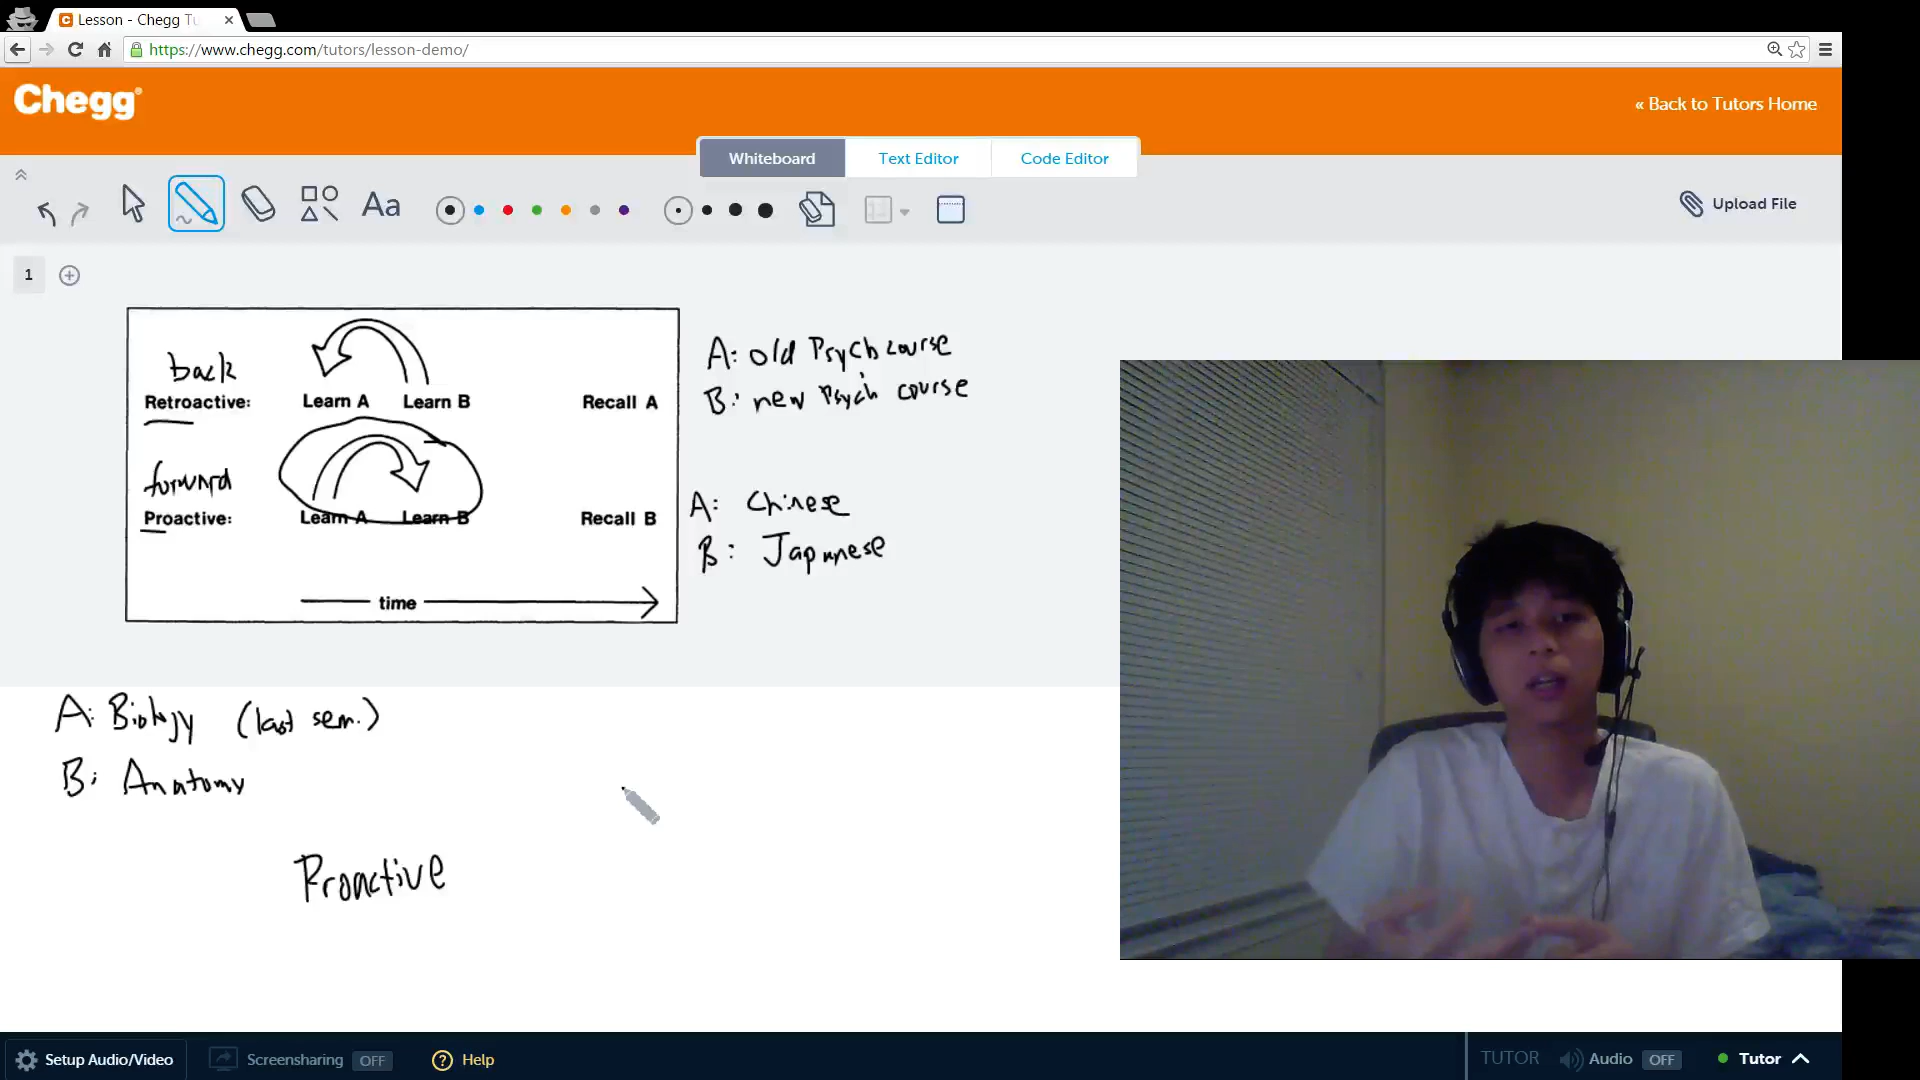 Lesson - Chegg Tu
https://www.chegg.com/tutors/lesson-demo/
Chegg
« Back to Tutors Home
Whiteboard Text Editor Code Editor
Aa
Upload File
1
back
Retroactive: Learn A Learn B Recall A
forward
Proactive: Learn A Learn B Recall B
time
A: old Psych course
B: new Psych course
A: Chinese
B: Japanese
A: Biology (last sem.)
B: Anatomy
Proactive
Setup Audio/Video Screensharing OFF ? Help TUTOR Audio OFF Tutor